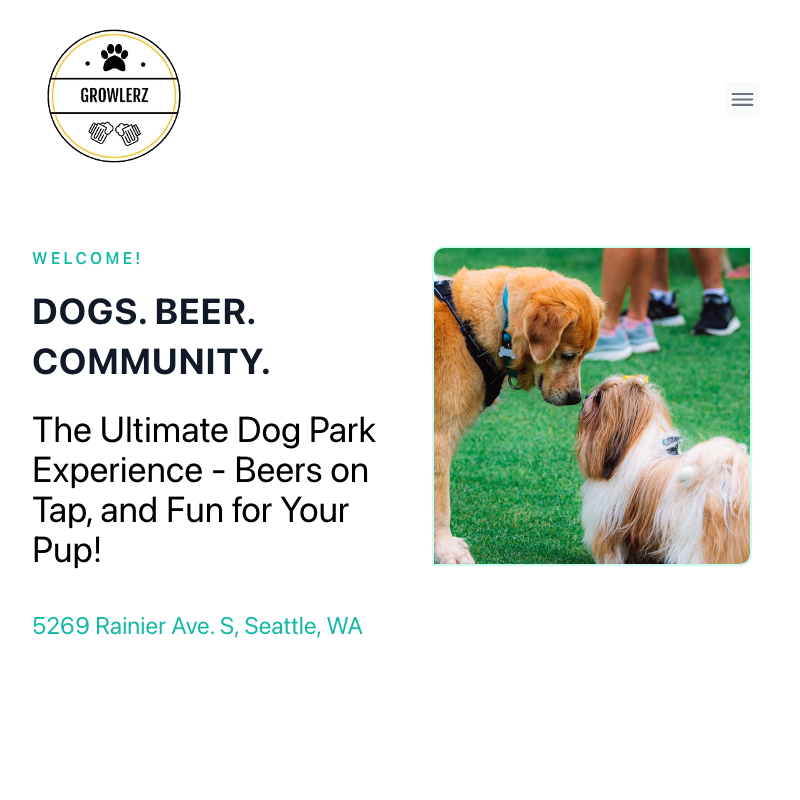 GROWLERZ
WELCOME!
DOGS. BEER.
COMMUNITY.
The Ultimate Dog Park
Experience - Beers on
Tap, and Fun for Your
Pup!
5269 Rainier Ave. S, Seattle, WA